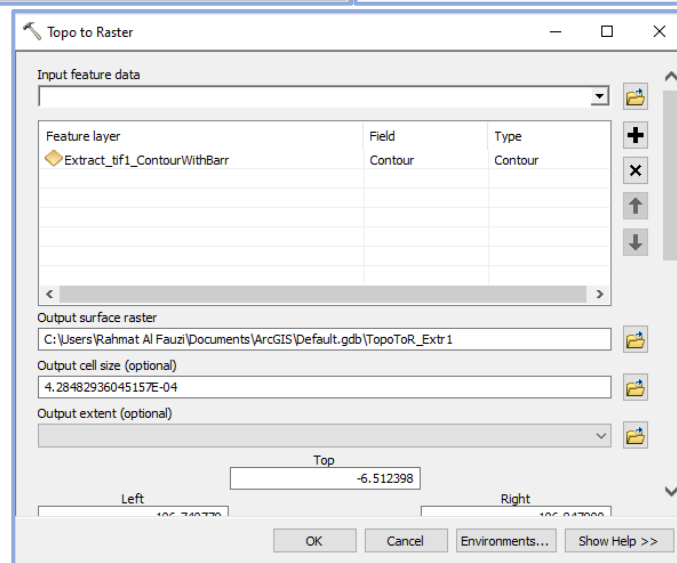 Topo to Raster
Input feature data
Feature layer Field Type
Extract_tif1_ContourWithBarr Contour Contour
Output surface raster
C:\Users\Rahmat Al Fauzi\Documents\ArcGIS\Default.gdb\TopoToR_Extr1
Output cell size (optional)
4.28482936045157E-04
Output extent (optional)
Top
-6.512398
Left Right
OK Cancel Environments... Show Help >>